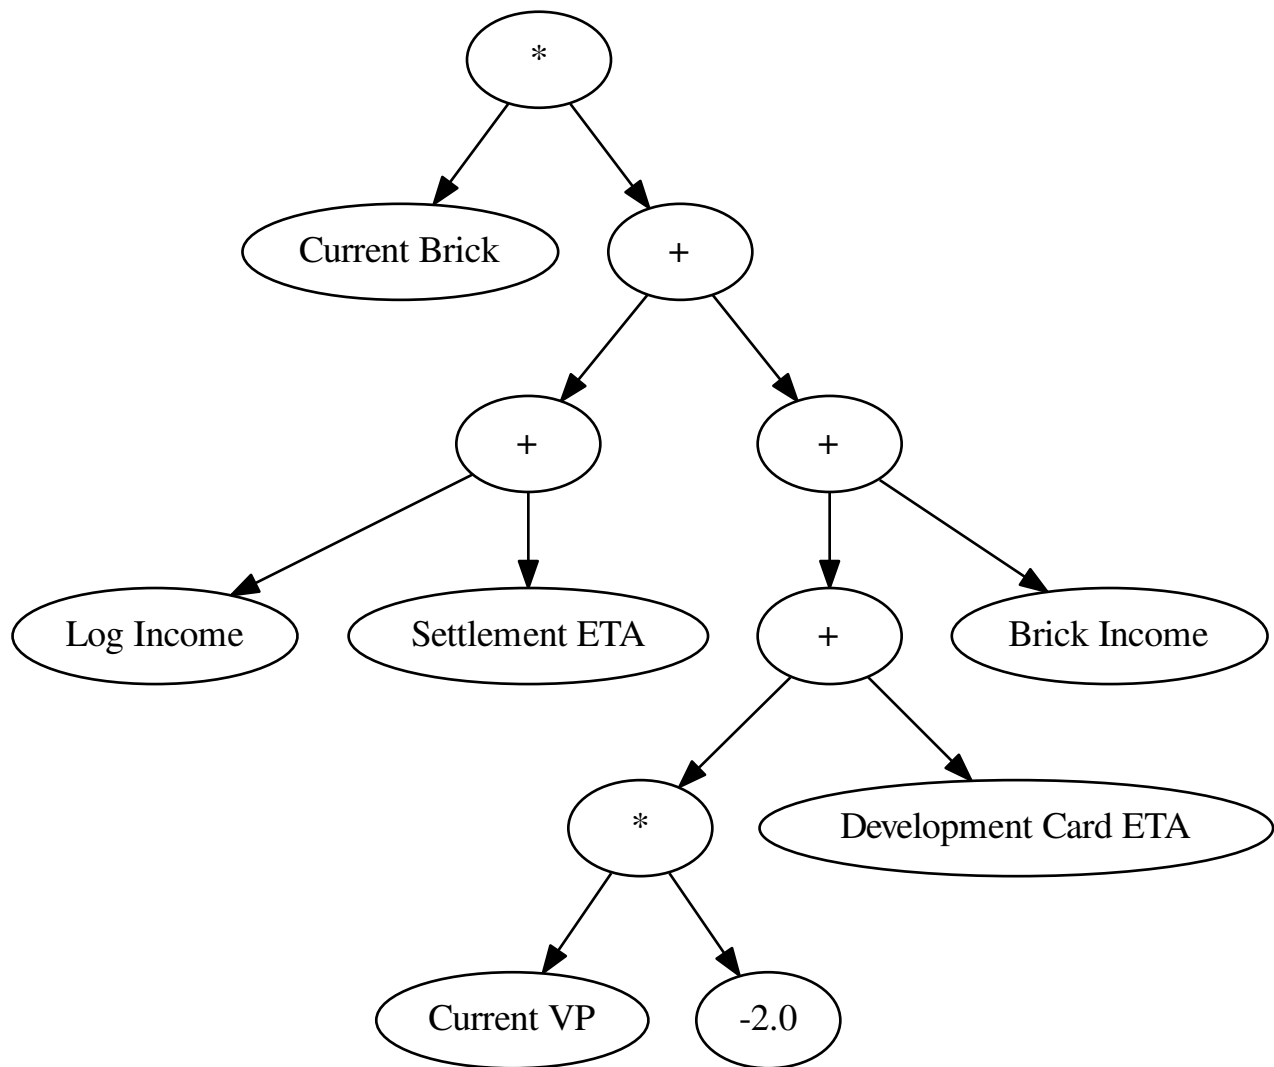 *
Current Brick
+
+
+
Log Income
Settlement ETA
+
Brick Income
*
Development Card ETA
Current VP
-2.0